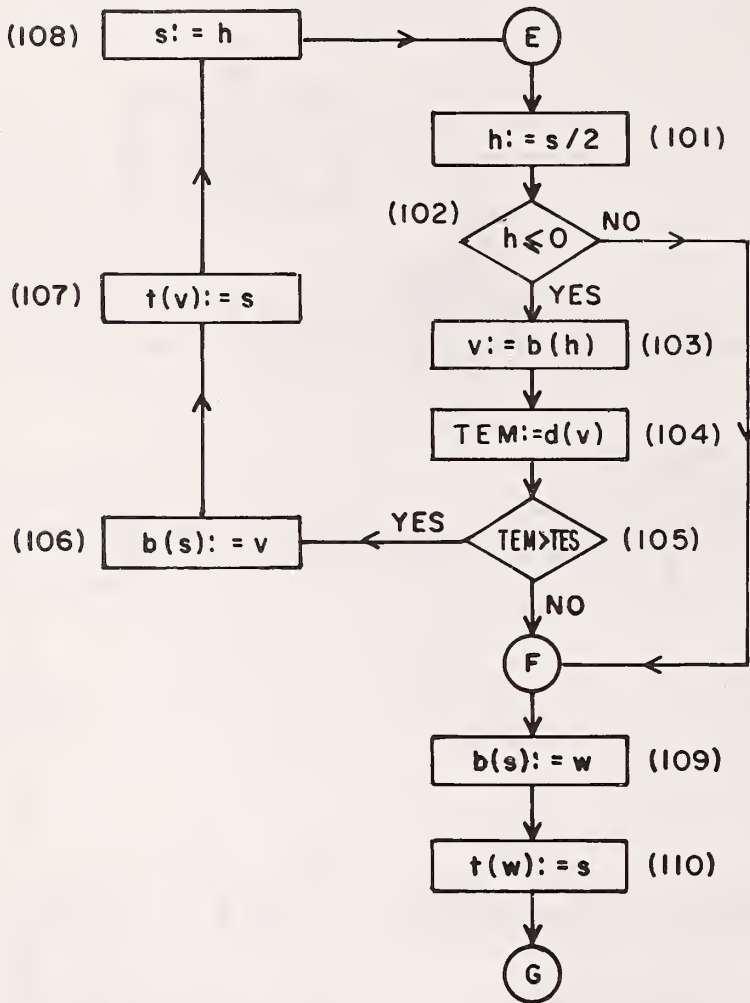 (108) s:=h
E
h:=s/2 (101)
(102) h≤0 NO
YES
(107) t(v):=s
v:=b(h) (103)
TEM:=d(v) (104)
(106) b(s):=v
YES
TEM>TES (105)
NO
F
b(s):=w (109)
t(w):=s (110)
G